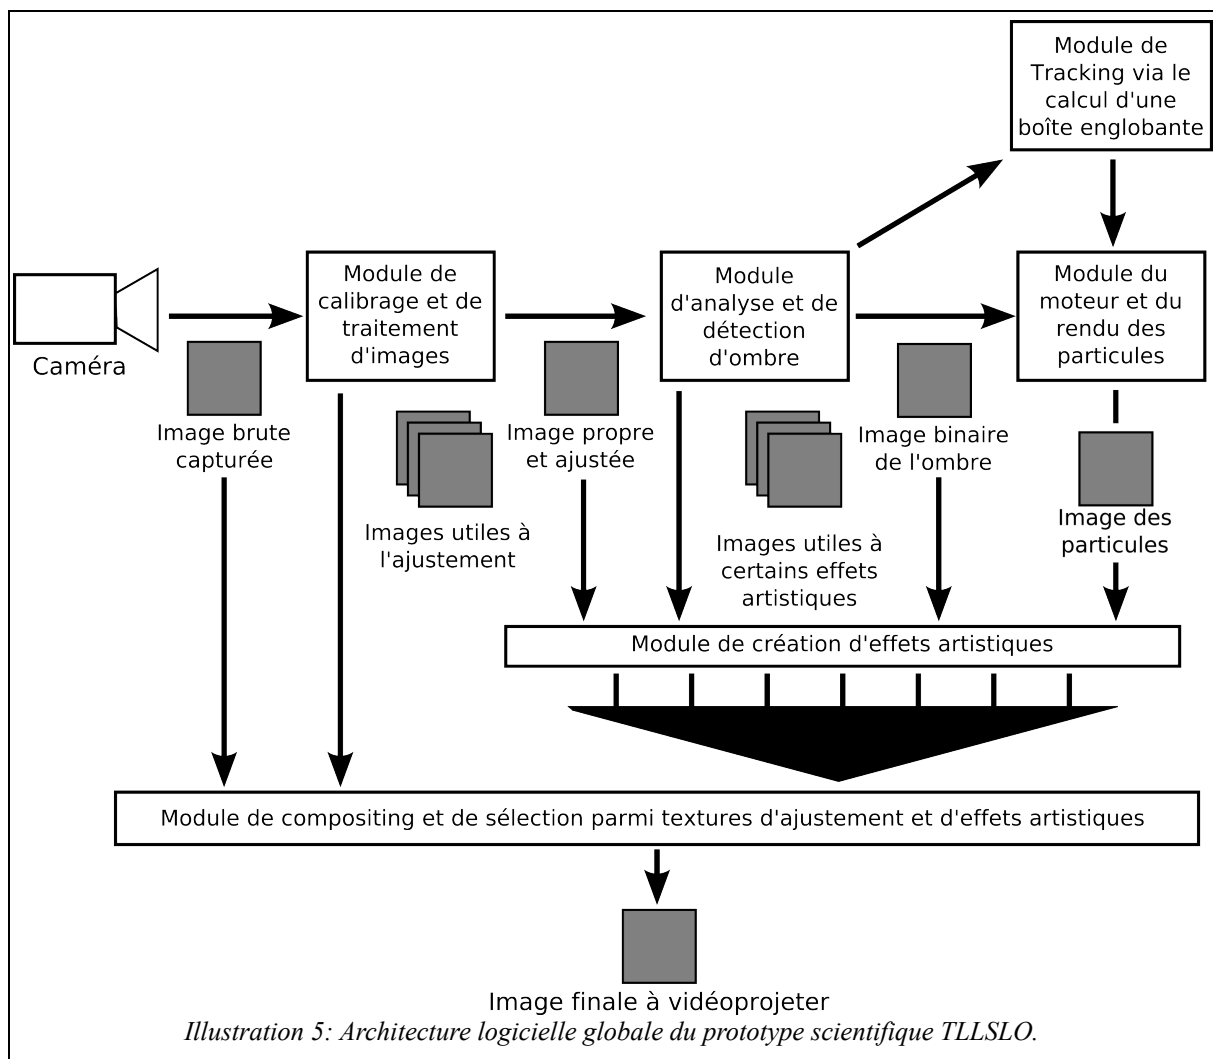 Module de
Tracking via le
calcul d'une
boîte englobante
Caméra
Module de
calibrage et de
traitement
d'images
Module
d'analyse et de
détection
d'ombre
Module du
moteur et du
rendu des
particules
Image brute
capturée
Images utiles à
l'ajustement
Image propre
et ajustée
Images utiles à
certains effets
artistiques
Image binaire
de l'ombre
Image des
particules
Module de création d'effets artistiques
Module de compositing et de sélection parmi textures d'ajustement et d'effets artistiques
Image finale à vidéoprojeter
Illustration 5: Architecture logicielle globale du prototype scientifique TLLSLO.